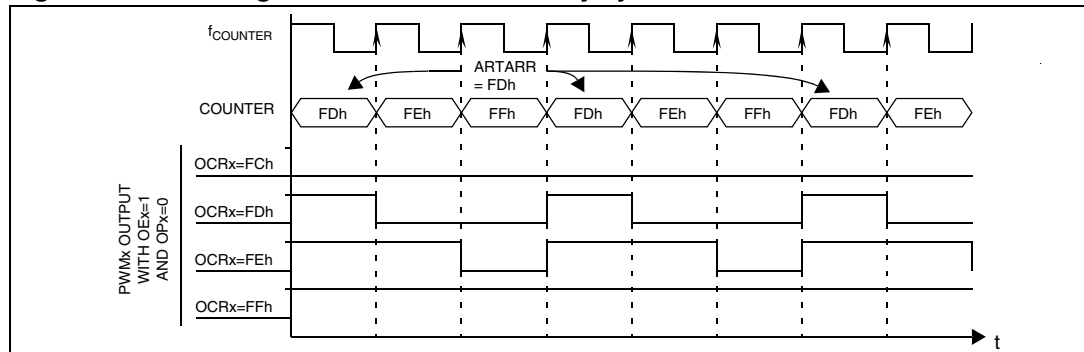 fCOUNTER
ARTARR
= FDh
COUNTER
FDh FEh FFh FDh FEh FFh FDh FEh
PWMx OUTPUT
WITH OEx=1
AND OPx=0
OCRx=FCh
OCRx=FDh
OCRx=FEh
OCRx=FFh
t